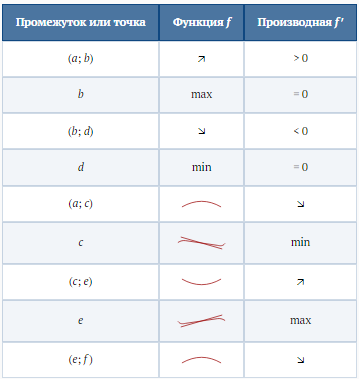 Промежуток или точка Функция f Производная f′
(a; b) ↗ > 0
b max = 0
(b; d) ↘ < 0
d min = 0
(a; c) ↘
c min
(c; e) ↗
e max
(e; f) ↘